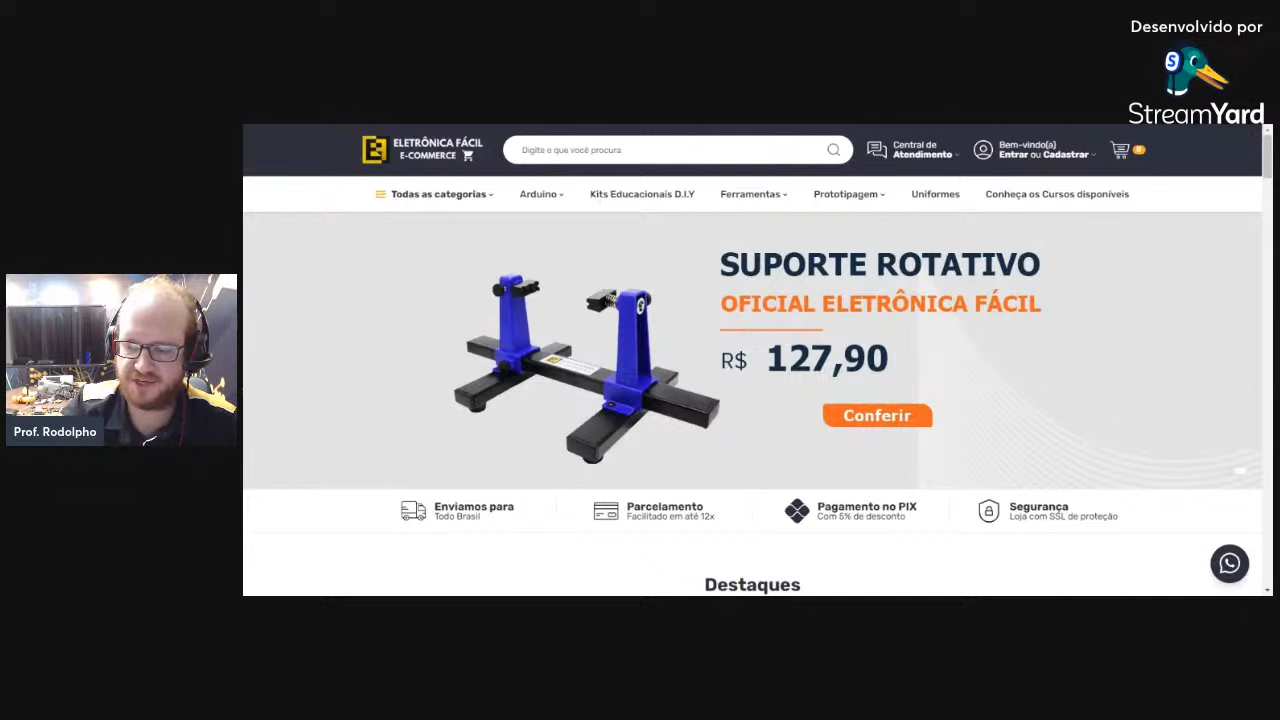 Desenvolvido por
StreamYard
ELETRÔNICA FÁCIL
E-COMMERCE
Digite o que você procura
Central de
Atendimento
Bem-vindo(a)
Entrar ou Cadastrar
0
Todas as categorias
Arduino
Kits Educacionais D.I.Y
Ferramentas
Prototipagem
Uniformes
Conheça os Cursos disponíveis
SUPORTE ROTATIVO
OFICIAL ELETRÔNICA FÁCIL
R$ 127,90
Conferir
Prof. Rodolpho
Enviamos para
Todo Brasil
Parcelamento
Facilitado em até 12x
Pagamento no PIX
Com 5% de desconto
Segurança
Loja com SSL de proteção
Destaques